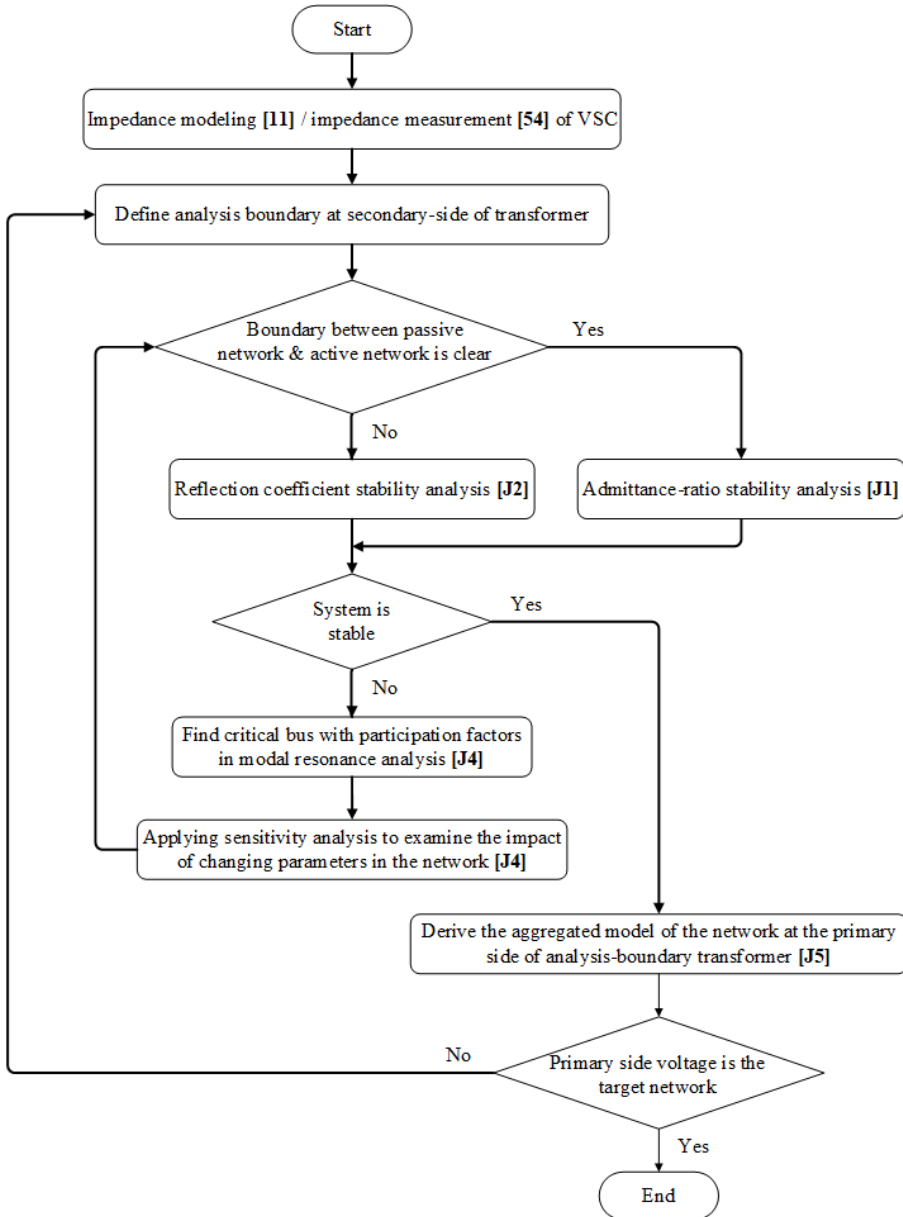 Start
Impedance modeling [11] / impedance measurement [54] of VSC
Define analysis boundary at secondary-side of transformer
Boundary between passive
network & active network is clear
Yes
No
Reflection coefficient stability analysis [J2]
Admittance-ratio stability analysis [J1]
System is
stable
Yes
No
Find critical bus with participation factors
in modal resonance analysis [J4]
Applying sensitivity analysis to examine the impact
of changing parameters in the network [J4]
Derive the aggregated model of the network at the primary
side of analysis-boundary transformer [J5]
No
Primary side voltage is the
target network
Yes
End